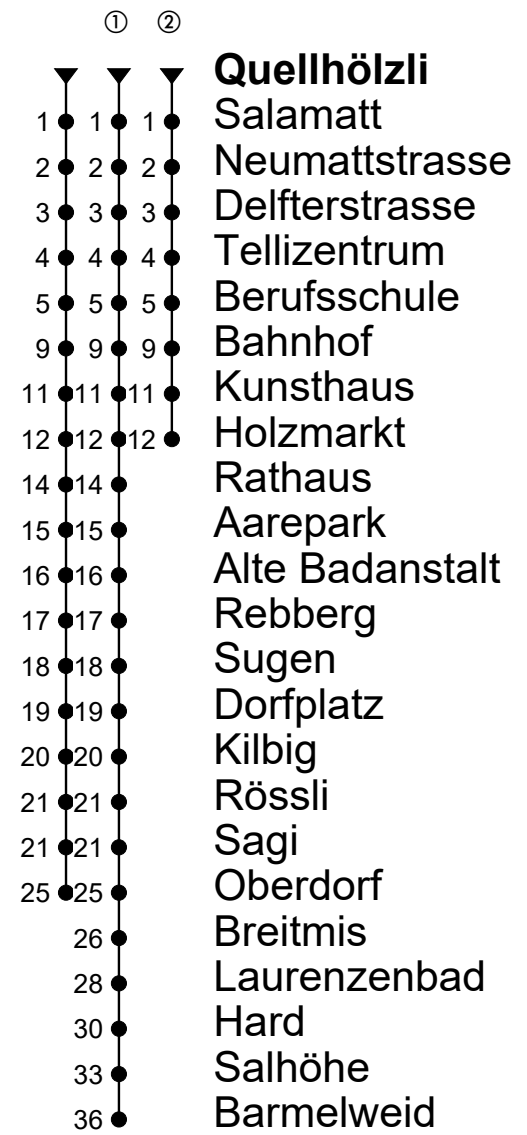 ① ②
Quellhölzli
1 1 1 Salamatt
2 2 2 Neumattstrasse
3 3 3 Delfterstrasse
4 4 4 Tellizentrum
5 5 5 Berufsschule
9 9 9 Bahnhof
11 11 11 Kunsthaus
12 12 12 Holzmarkt
14 14 Rathaus
15 15 Aarepark
16 16 Alte Badanstalt
17 17 Rebberg
18 18 Sugen
19 19 Dorfplatz
20 20 Kilbig
21 21 Rössli
21 21 Sagi
25 25 Oberdorf
26 Breitmis
28 Laurenzenbad
30 Hard
33 Salhöhe
36 Barmelweid